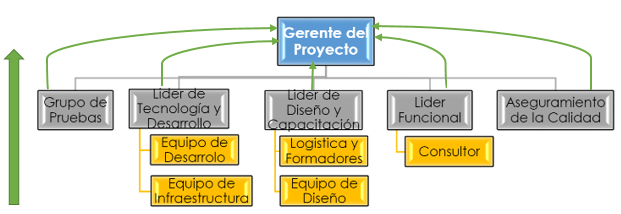 Gerente del
Proyecto
Grupo de
Pruebas
Lider de
Tecnología y
Desarrollo
Lider de
Diseño y
Capacitación
Lider
Funcional
Aseguramiento
de la Calidad
Equipo de
Desarrolo
Equipo de
Infraestructura
Logistica y
Formadores
Equipo de
Diseño
Consultor